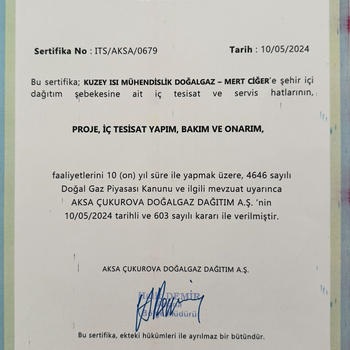 Sertifika No : ITS/AKSA/0679 Tarih : 10/05/2024
Bu sertifika; KUZEY ISI MÜHENDİSLİK DOĞALGAZ – MERT CİĞER'e şehir içi
dağıtım şebekesine ait iç tesisat ve servis hatlarının,
PROJE, İÇ TESİSAT YAPIM, BAKIM VE ONARIM,
faaliyetlerini 10 (on) yıl süre ile yapmak üzere, 4646 sayılı
Doğal Gaz Piyasası Kanunu ve ilgili mevzuat uyarınca
AKSA ÇUKUROVA DOĞALGAZ DAĞITIM A.Ş. 'nin
10/05/2024 tarihli ve 603 sayılı kararı ile verilmiştir.
AKSA ÇUKUROVA DOĞALGAZ DAĞITIM A.Ş.
Bu sertifika, ekteki hükümleri ile ayrılmaz bir bütündür.